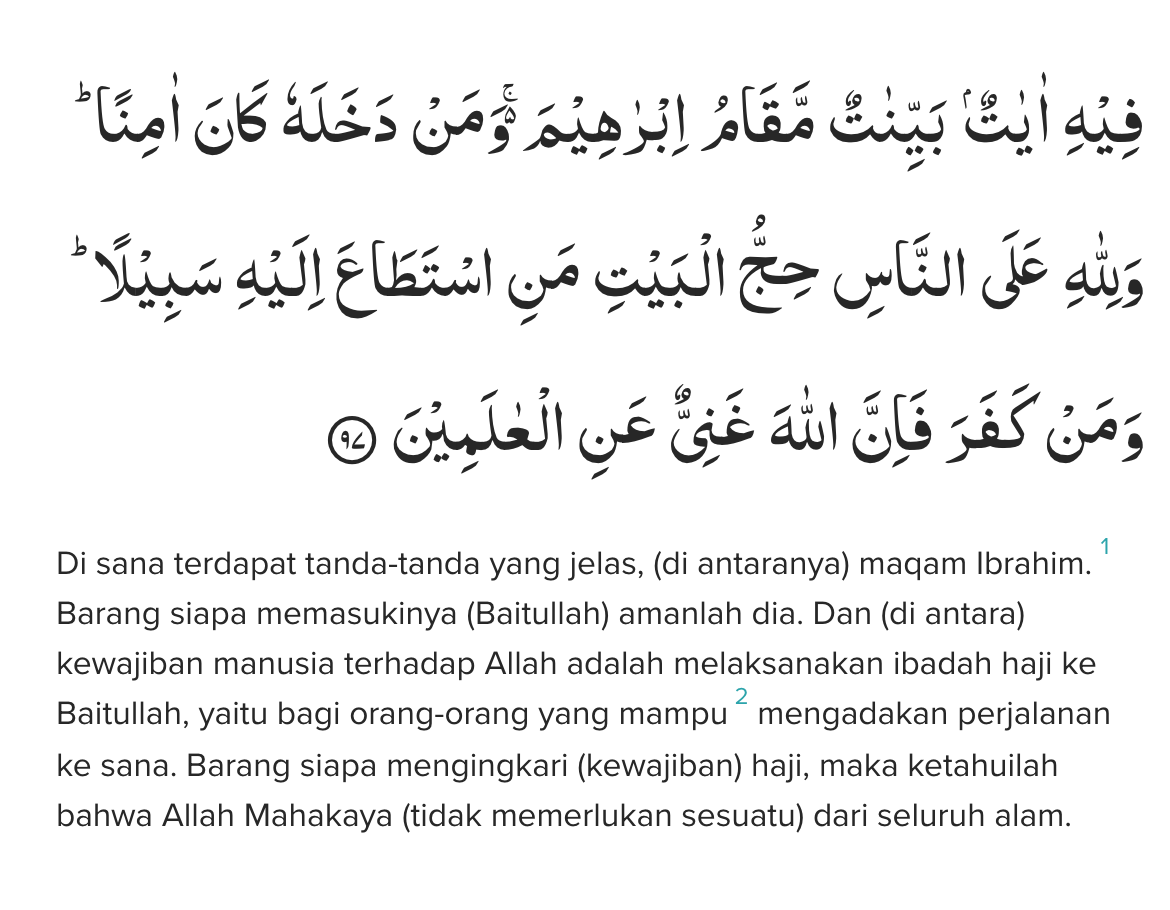 فِيْهِ اٰيٰتٌۢ بَيِّنٰتٌ مَّقَامُ اِبْرٰهِيْمَ ەۚ وَمَنْ دَخَلَهٗ كَانَ اٰمِنًا ۗ
وَلِلّٰهِ عَلَى النَّاسِ حِجُّ الْبَيْتِ مَنِ اسْتَطَاعَ اِلَيْهِ سَبِيْلًا ۗ
وَمَنْ كَفَرَ فَاِنَّ اللّٰهَ غَنِيٌّ عَنِ الْعٰلَمِيْنَ ٩٧
Di sana terdapat tanda-tanda yang jelas, (di antaranya) maqam Ibrahim. 1
Barang siapa memasukinya (Baitullah) amanlah dia. Dan (di antara)
kewajiban manusia terhadap Allah adalah melaksanakan ibadah haji ke
Baitullah, yaitu bagi orang-orang yang mampu 2 mengadakan perjalanan
ke sana. Barang siapa mengingkari (kewajiban) haji, maka ketahuilah
bahwa Allah Mahakaya (tidak memerlukan sesuatu) dari seluruh alam.